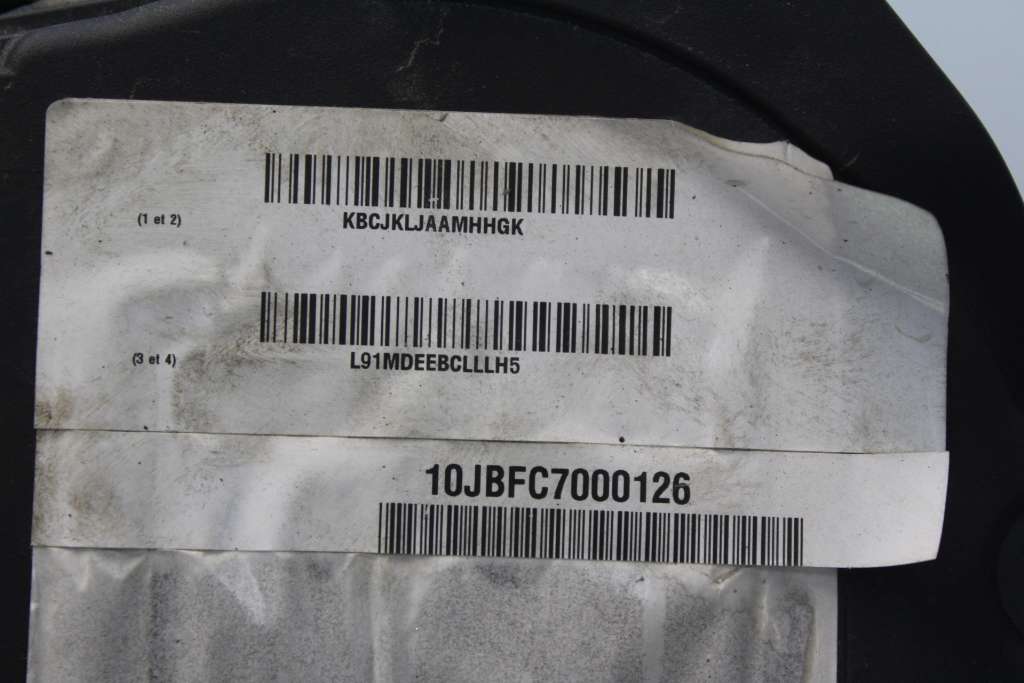 (1 et 2)
KBCJKLJAAMHHGK
(3 et 4)
L91MDEEBCLLLH5
10JBFC7000126